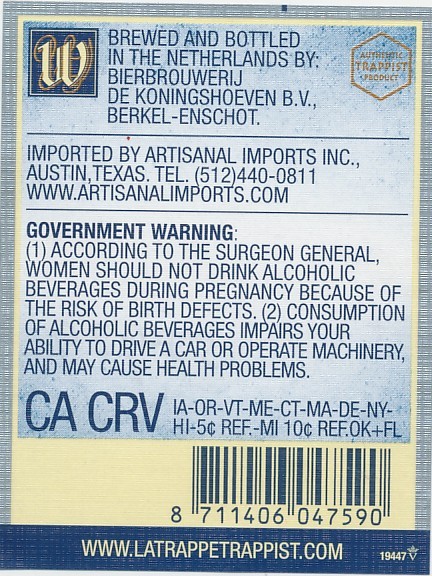 W
BREWED AND BOTTLED
IN THE NETHERLANDS BY:
BIERBROUWERIJ
DE KONINGSHOEVEN B.V.,
BERKEL-ENSCHOT.
AUTHENTIC
TRAPPIST
PRODUCT
IMPORTED BY ARTISANAL IMPORTS INC.,
AUSTIN,TEXAS. TEL. (512)440-0811
WWW.ARTISANALIMPORTS.COM
GOVERNMENT WARNING:
(1) ACCORDING TO THE SURGEON GENERAL,
WOMEN SHOULD NOT DRINK ALCOHOLIC
BEVERAGES DURING PREGNANCY BECAUSE OF
THE RISK OF BIRTH DEFECTS. (2) CONSUMPTION
OF ALCOHOLIC BEVERAGES IMPAIRS YOUR
ABILITY TO DRIVE A CAR OR OPERATE MACHINERY,
AND MAY CAUSE HEALTH PROBLEMS.
CA CRV IA-OR-VT-ME-CT-MA-DE-NY-
HI-5¢ REF.-MI 10¢ REF.OK+FL
8 711406 047590
WWW.LATRAPPETRAPPIST.COM
19447